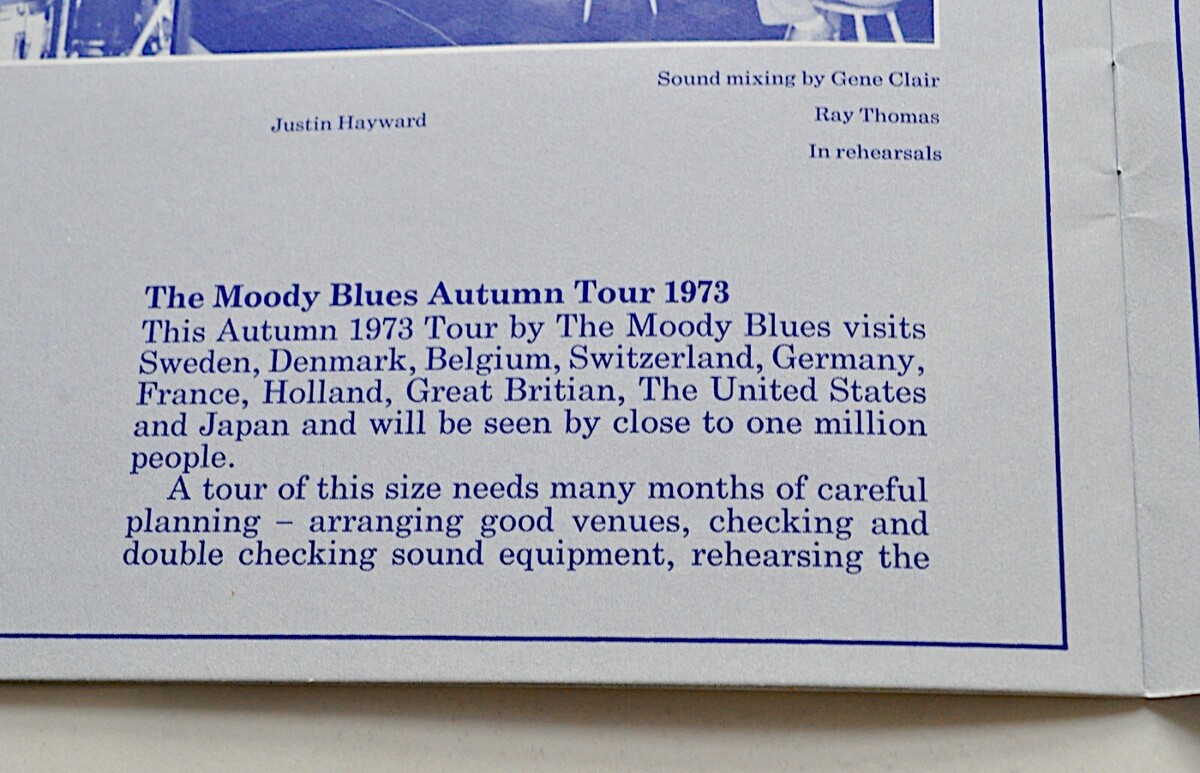 Sound mixing by Gene Clair
Justin Hayward
Ray Thomas
In rehearsals
The Moody Blues Autumn Tour 1973
This Autumn 1973 Tour by The Moody Blues visits
Sweden, Denmark, Belgium, Switzerland, Germany,
France, Holland, Great Britian, The United States
and Japan and will be seen by close to one million
people.
A tour of this size needs many months of careful
planning – arranging good venues, checking and
double checking sound equipment, rehearsing the